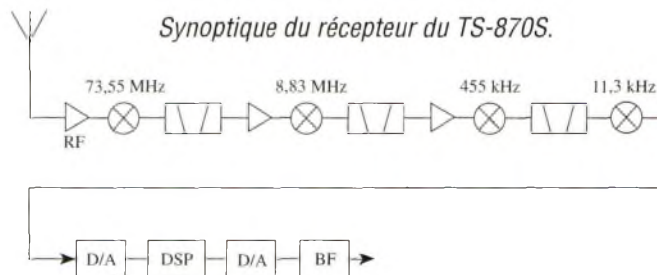 Synoptique du récepteur du TS-870S.
73,55 MHz 8,83 MHz 455 kHz 11,3 kHz
RF
D/A DSP D/A BF